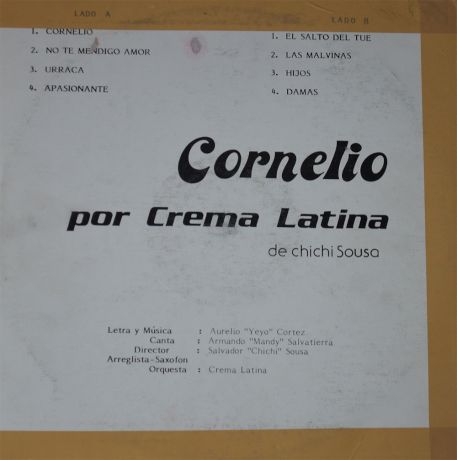 LADO A
1. CORNELIO
2. NO TE MENDIGO AMOR
3. URRACA
4. APASIONANTE
LADO B
1. EL SALTO DEL TUE
2. LAS MALVINAS
3. HIJOS
4. DAMAS
Cornelio
por Crema Latina
de chichi Sousa
Letra y Música : Aurelio "Yeyo" Cortez
Canta : Armando "Mandy" Salvatierra
Director : Salvador "Chichi" Sousa
Arreglista-Saxofon
Orquesta : Crema Latina